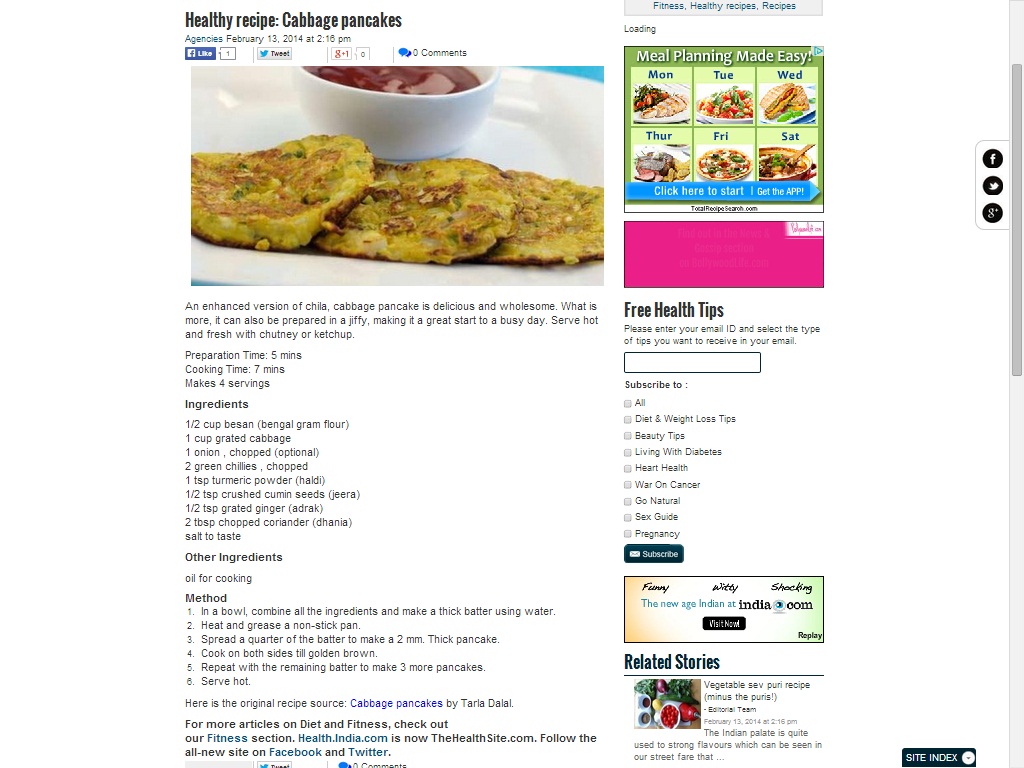 Healthy recipe: Cabbage pancakes
Agencies February 13, 2014 at 2:16 pm
Like 1 Tweet g+1 0 0 Comments
An enhanced version of chila, cabbage pancake is delicious and wholesome. What is
more, it can also be prepared in a jiffy, making it a great start to a busy day. Serve hot
and fresh with chutney or ketchup.
Preparation Time: 5 mins
Cooking Time: 7 mins
Makes 4 servings
Ingredients
1/2 cup besan (bengal gram flour)
1 cup grated cabbage
1 onion , chopped (optional)
2 green chillies , chopped
1 tsp turmeric powder (haldi)
1/2 tsp crushed cumin seeds (jeera)
1/2 tsp grated ginger (adrak)
2 tbsp chopped coriander (dhania)
salt to taste
Other Ingredients
oil for cooking
Method
1. In a bowl, combine all the ingredients and make a thick batter using water.
2. Heat and grease a non-stick pan.
3. Spread a quarter of the batter to make a 2 mm. Thick pancake.
4. Cook on both sides till golden brown.
5. Repeat with the remaining batter to make 3 more pancakes.
6. Serve hot.
Here is the original recipe source: Cabbage pancakes by Tarla Dalal.
For more articles on Diet and Fitness, check out
our Fitness section. Health.India.com is now TheHealthSite.com. Follow the
all-new site on Facebook and Twitter.
Tweet 0 Comments
Fitness, Healthy recipes, Recipes
Loading
Meal Planning Made Easy!
Mon Tue Wed
Thur Fri Sat
Click here to start | Get the APP!
TotalRecipeSearch.com
Find out in the News &
Gossip section
on BollywoodLife.com
Free Health Tips
Please enter your email ID and select the type
of tips you want to receive in your email.
Subscribe to :
All
Diet & Weight Loss Tips
Beauty Tips
Living With Diabetes
Heart Health
War On Cancer
Go Natural
Sex Guide
Pregnancy
Subscribe
Funny Witty Shocking
The new age Indian at india.com
Visit Now!
Replay
Related Stories
Vegetable sev puri recipe
(minus the puris!)
- Editorial Team
February 13, 2014 at 2:16 pm
The Indian palate is quite
used to strong flavours which can be seen in
our street fare that ...
SITE INDEX